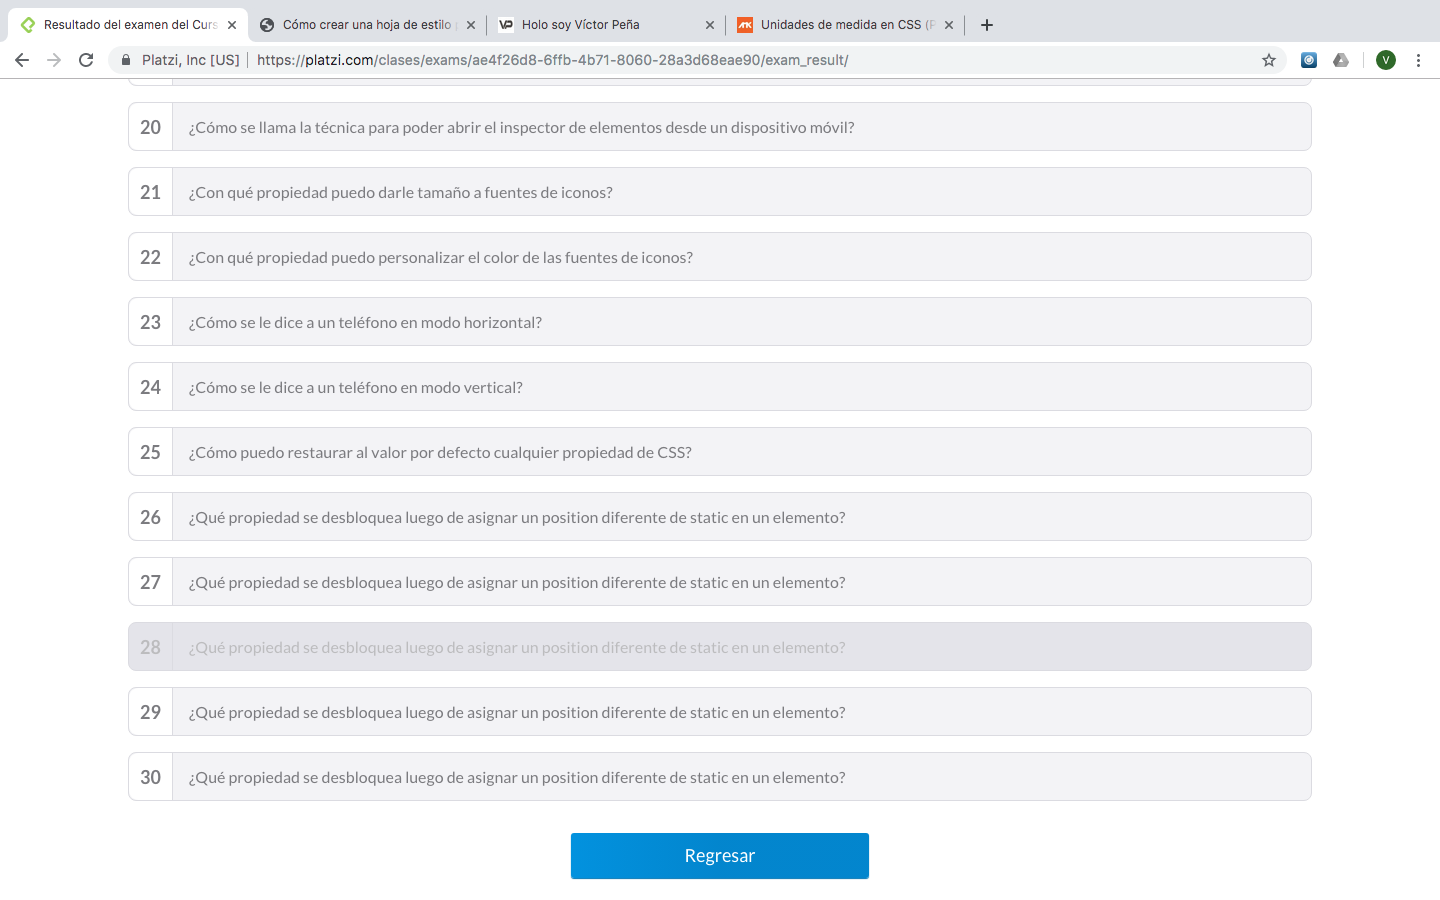 Resultado del examen del Curs
Cómo crear una hoja de estilo
Holo soy Víctor Peña
Unidades de medida en CSS (P
Platzi, Inc [US]
https://platzi.com/clases/exams/ae4f26d8-6ffb-4b71-8060-28a3d68eae90/exam_result/
V
20 ¿Cómo se llama la técnica para poder abrir el inspector de elementos desde un dispositivo móvil?
21 ¿Con qué propiedad puedo darle tamaño a fuentes de iconos?
22 ¿Con qué propiedad puedo personalizar el color de las fuentes de iconos?
23 ¿Cómo se le dice a un teléfono en modo horizontal?
24 ¿Cómo se le dice a un teléfono en modo vertical?
25 ¿Cómo puedo restaurar al valor por defecto cualquier propiedad de CSS?
26 ¿Qué propiedad se desbloquea luego de asignar un position diferente de static en un elemento?
27 ¿Qué propiedad se desbloquea luego de asignar un position diferente de static en un elemento?
28 ¿Qué propiedad se desbloquea luego de asignar un position diferente de static en un elemento?
29 ¿Qué propiedad se desbloquea luego de asignar un position diferente de static en un elemento?
30 ¿Qué propiedad se desbloquea luego de asignar un position diferente de static en un elemento?
Regresar